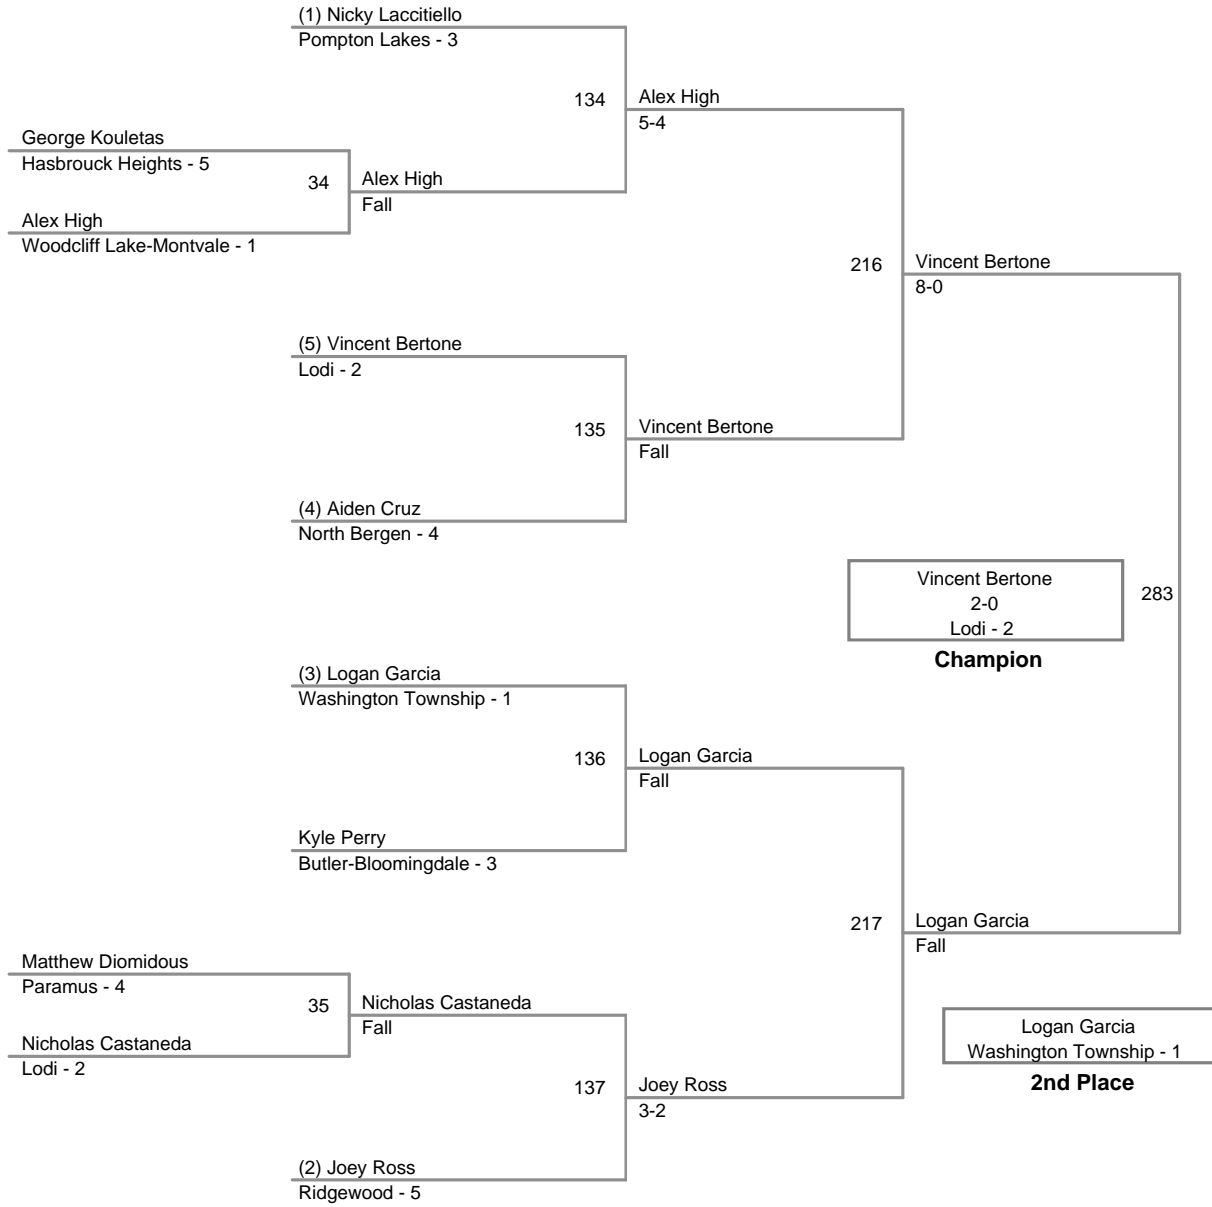 (1) Nicky Laccitiello
Pompton Lakes - 3
134
Alex High
5-4
George Kouletas
Hasbrouck Heights - 5
34
Alex High
Fall
Alex High
Woodcliff Lake-Montvale - 1
216
Vincent Bertone
8-0
(5) Vincent Bertone
Lodi - 2
135
Vincent Bertone
Fall
(4) Aiden Cruz
North Bergen - 4
Vincent Bertone
2-0
Lodi - 2
Champion
283
(3) Logan Garcia
Washington Township - 1
136
Logan Garcia
Fall
Kyle Perry
Butler-Bloomingdale - 3
217
Logan Garcia
Fall
Matthew Diomidous
Paramus - 4
35
Nicholas Castaneda
Fall
Nicholas Castaneda
Lodi - 2
Logan Garcia
Washington Township - 1
2nd Place
137
Joey Ross
3-2
(2) Joey Ross
Ridgewood - 5